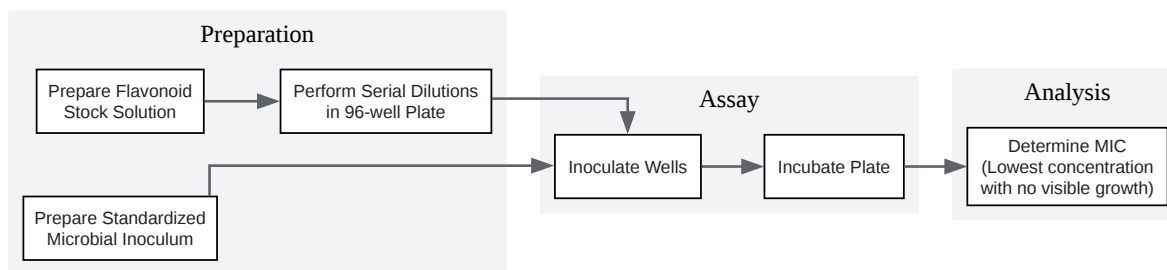 Preparation
Prepare Flavonoid
Stock Solution
Perform Serial Dilutions
in 96-well Plate
Prepare Standardized
Microbial Inoculum
Assay
Inoculate Wells
Incubate Plate
Analysis
Determine MIC
(Lowest concentration
with no visible growth)